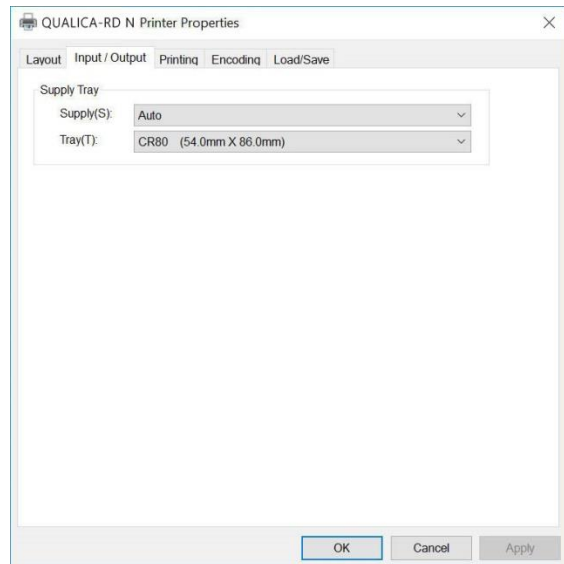 QUALICA-RD N Printer Properties
Layout Input / Output Printing Encoding Load/Save
Supply Tray
Supply(S): Auto
Tray(T): CR80 (54.0mm X 86.0mm)
OK Cancel Apply